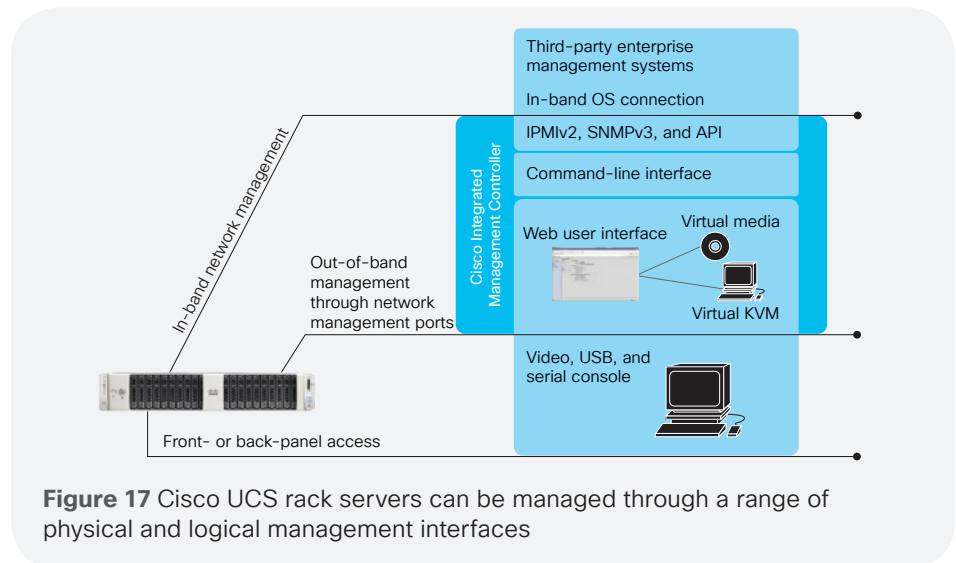 Third-party enterprise
management systems
In-band OS connection
IPMIv2, SNMPv3, and API
Command-line interface
Cisco Integrated
Management Controller
Web user interface
Virtual media
Virtual KVM
In-band network management
Out-of-band
management
through network
management ports
Video, USB, and
serial console
Front- or back-panel access
Figure 17 Cisco UCS rack servers can be managed through a range of
physical and logical management interfaces